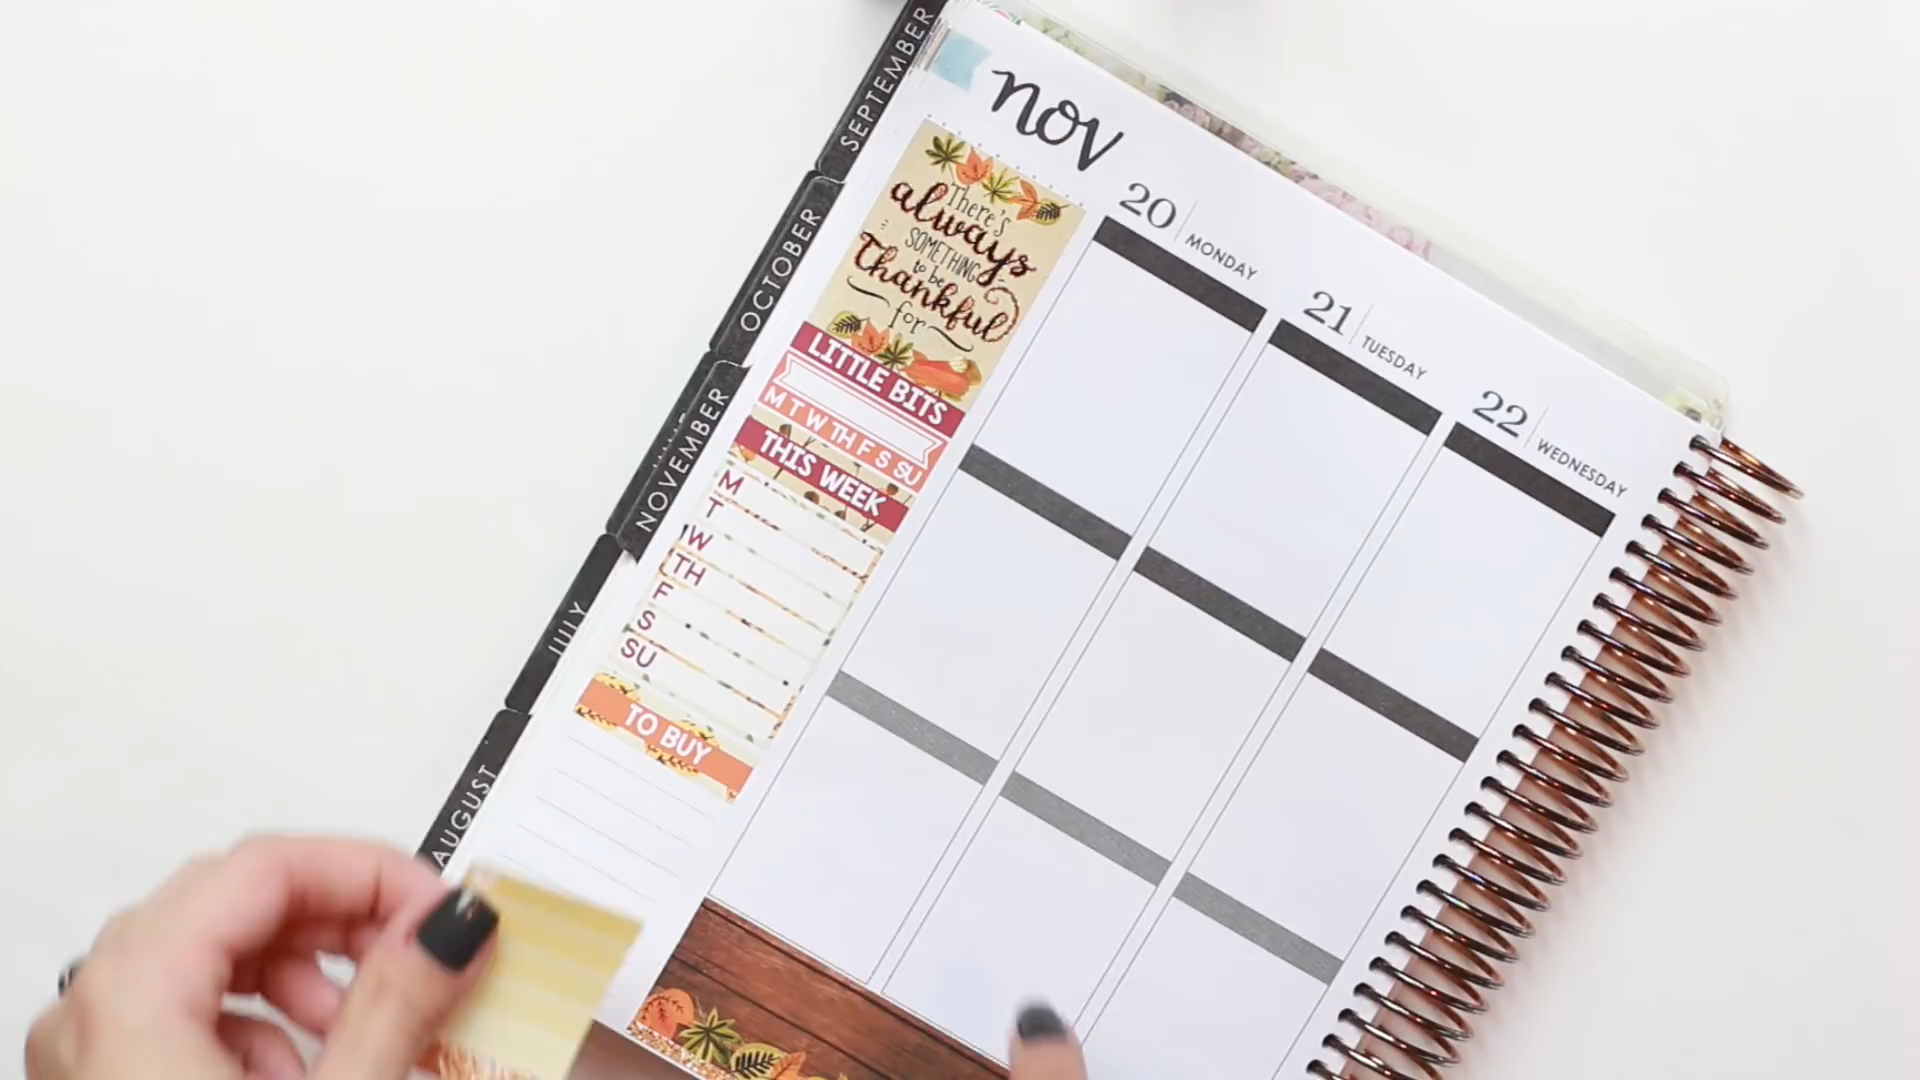 SEPTEMBER
OCTOBER
NOVEMBER
JULY
AUGUST
nov
There's
always
SOMETHING
to be
Thankful
for
LITTLE BITS
M T W TH F S SU
THIS WEEK
M
T
W
TH
F
S
SU
TO BUY
20 MONDAY
21 TUESDAY
22 WEDNESDAY